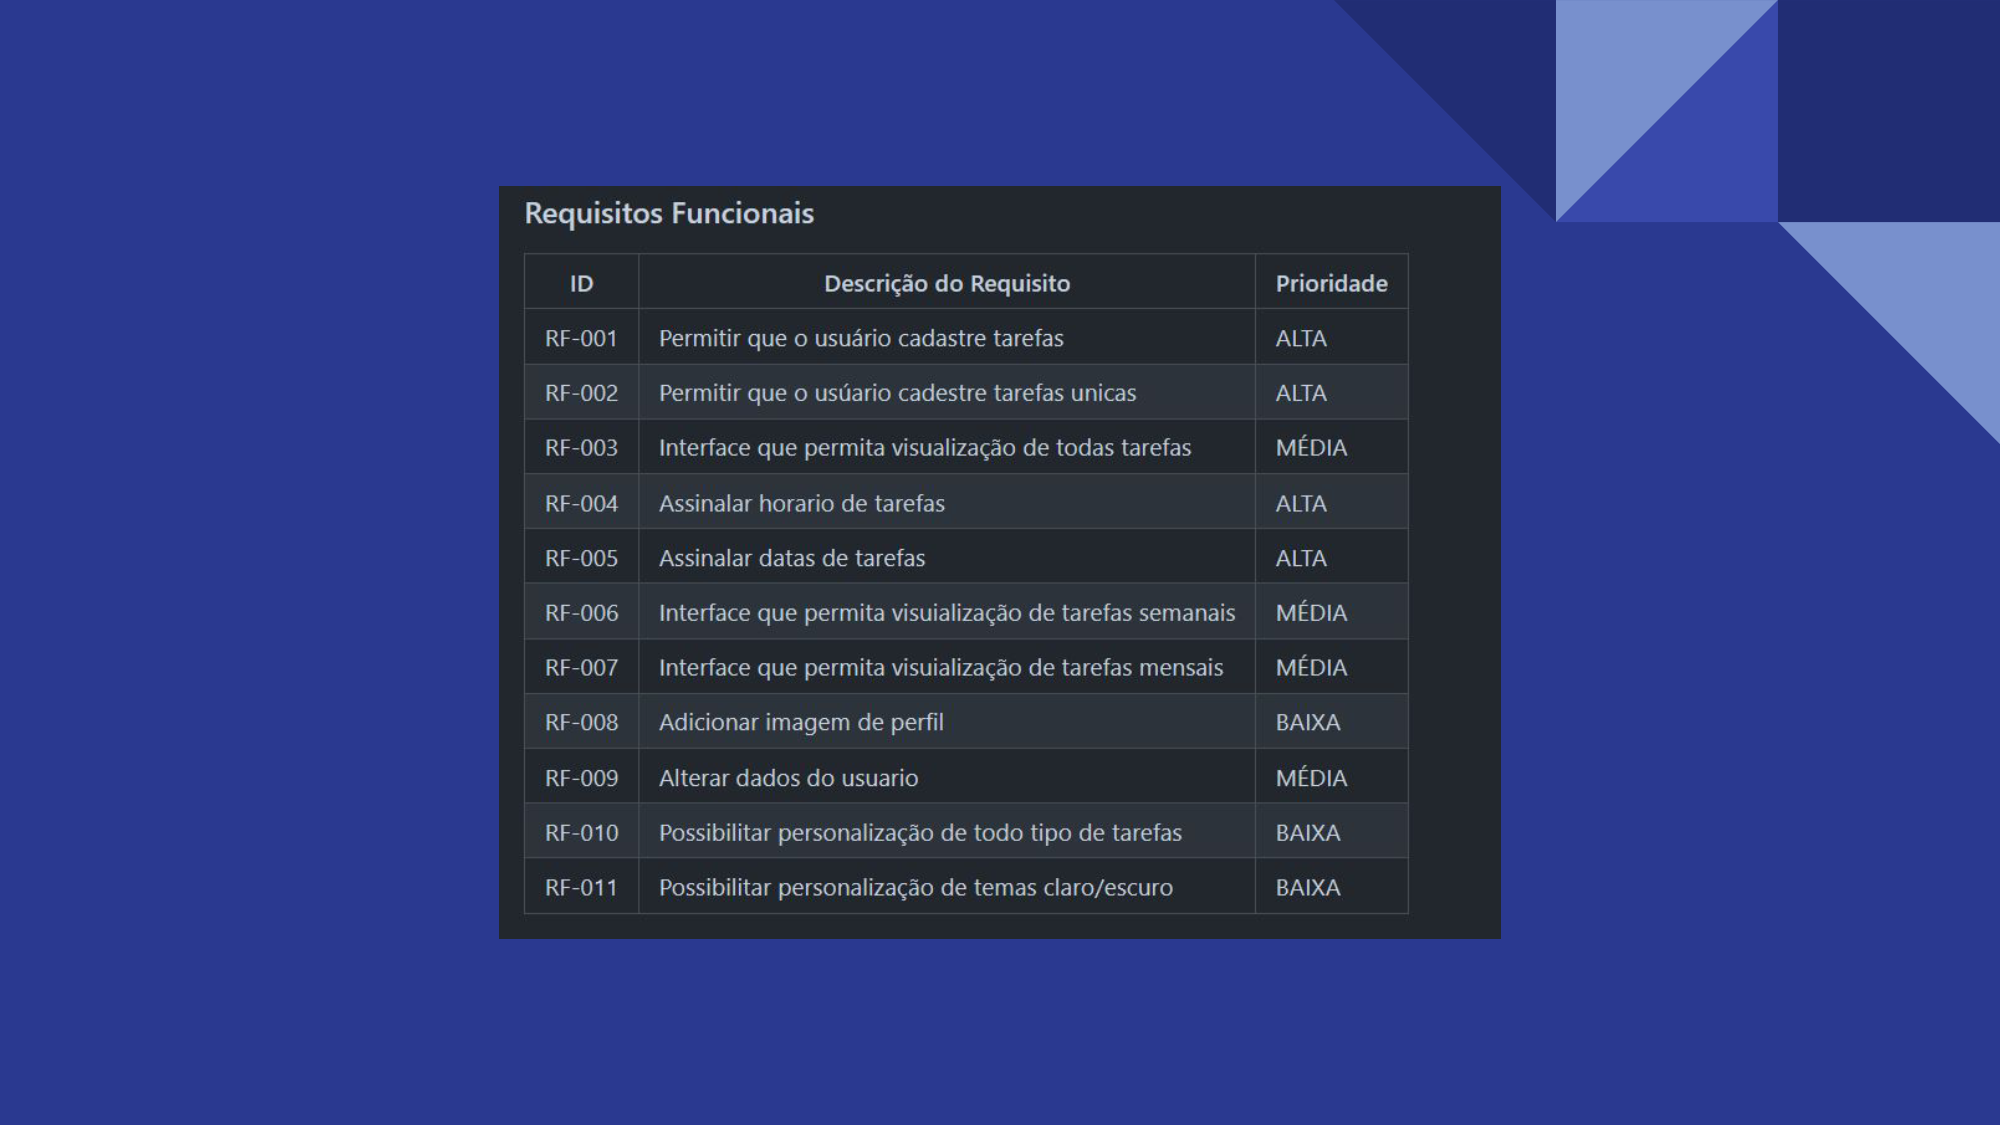 Requisitos Funcionais
ID Descrição do Requisito Prioridade
RF-001 Permitir que o usuário cadastre tarefas ALTA
RF-002 Permitir que o usúario cadestre tarefas unicas ALTA
RF-003 Interface que permita visualização de todas tarefas MÉDIA
RF-004 Assinalar horario de tarefas ALTA
RF-005 Assinalar datas de tarefas ALTA
RF-006 Interface que permita visuialização de tarefas semanais MÉDIA
RF-007 Interface que permita visuialização de tarefas mensais MÉDIA
RF-008 Adicionar imagem de perfil BAIXA
RF-009 Alterar dados do usuario MÉDIA
RF-010 Possibilitar personalização de todo tipo de tarefas BAIXA
RF-011 Possibilitar personalização de temas claro/escuro BAIXA